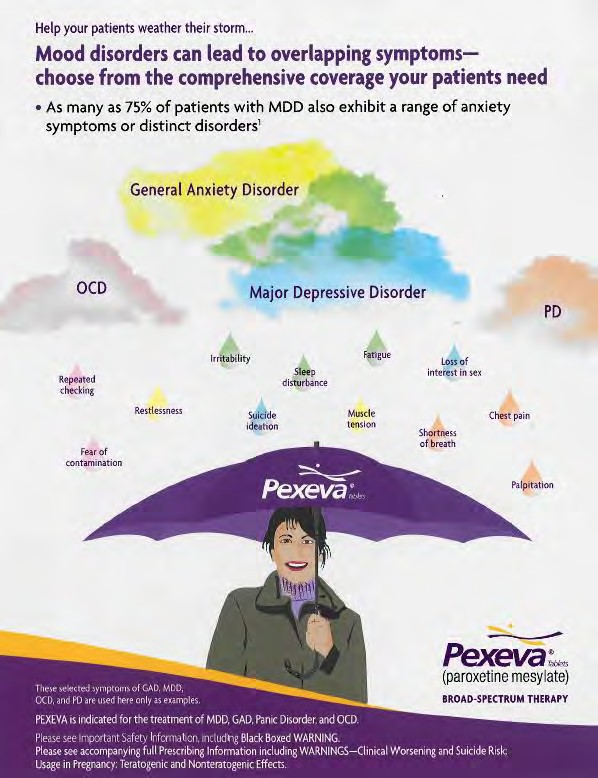 Help your patients weather their storm...
Mood disorders can lead to overlapping symptoms—
choose from the comprehensive coverage your patients need
• As many as 75% of patients with MDD also exhibit a range of anxiety
symptoms or distinct disorders¹
General Anxiety Disorder
OCD
Major Depressive Disorder
PD
Irritability
Fatigue
Sleep
disturbance
Loss of
interest in sex
Repeated
checking
Restlessness
Suicide
ideation
Muscle
tension
Chest pain
Shortness
of breath
Fear of
contamination
Palpitation
Pexeva® Tablets
Pexeva® Tablets
(paroxetine mesylate)
BROAD-SPECTRUM THERAPY
These selected symptoms of GAD, MDD,
OCD, and PD are used here only as examples.
PEXEVA is indicated for the treatment of MDD, GAD, Panic Disorder, and OCD.
Please see Important Safety Information, including Black Boxed WARNING.
Please see accompanying full Prescribing Information including WARNINGS—Clinical Worsening and Suicide Risk;
Usage in Pregnancy: Teratogenic and Nonteratogenic Effects.